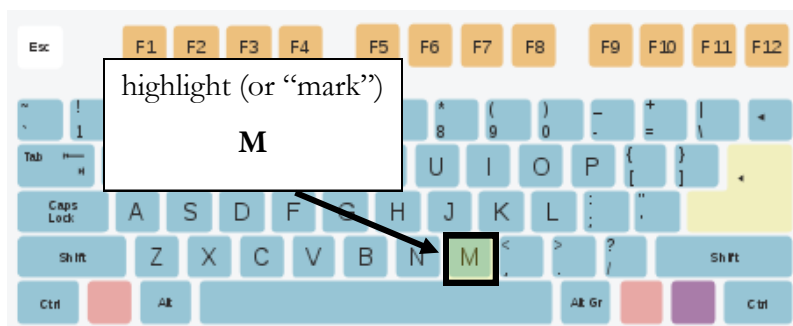 Esc F1 F2 F3 F4 F5 F6 F7 F8 F9 F10 F11 F12
highlight (or “mark”)
M
~ ! * ( ) _ + |
` 1 8 9 0 - = \
Tab U I O P { }
[ ]
Caps Lock A S D F G H J K L : "
; '
Shift Z X C V B N M < > ?
, . /
Shift
Ctrl Alt Alt Gr Ctrl